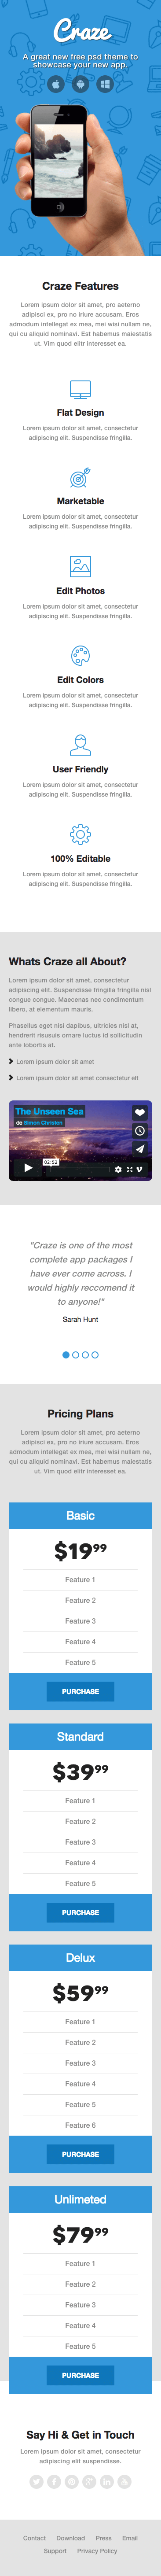 Craze
A great new free psd theme to
showcase your new app.
Craze Features
Lorem ipsum dolor sit amet, pro aeterno
adipisci ex, pro no iriure accusam. Eros
admodum intellegat ex mea, mei wisi nullam ne,
qui cu aliquid nominavi. Est habemus maiestatis
ut. Vim quod elitr interesset ea.
Flat Design
Lorem ipsum dolor sit amet, consectetur
adipiscing elit. Suspendisse fringilla.
Marketable
Lorem ipsum dolor sit amet, consectetur
adipiscing elit. Suspendisse fringilla.
Edit Photos
Lorem ipsum dolor sit amet, consectetur
adipiscing elit. Suspendisse fringilla.
Edit Colors
Lorem ipsum dolor sit amet, consectetur
adipiscing elit. Suspendisse fringilla.
User Friendly
Lorem ipsum dolor sit amet, consectetur
adipiscing elit. Suspendisse fringilla.
100% Editable
Lorem ipsum dolor sit amet, consectetur
adipiscing elit. Suspendisse fringilla.
Whats Craze all About?
Lorem ipsum dolor sit amet, consectetur
adipiscing elit. Suspendisse fringilla fringilla nisl
congue congue. Maecenas nec condimentum
libero, at elementum mauris.
Phasellus eget nisi dapibus, ultricies nisl at,
hendrerit risusuis ornare luctus id sollicitudin
ante lobortis at.
Lorem ipsum dolor sit amet
Lorem ipsum dolor sit amet consectetur elit
The Unseen Sea
de Simon Christen
02:52
"Craze is one of the most
complete app packages I
have ever come across. I
would highly reccomend it
to anyone!"
Sarah Hunt
Pricing Plans
Lorem ipsum dolor sit amet, pro aeterno
adipisci ex, pro no iriure accusam. Eros
admodum intellegat ex mea, mei wisi nullam ne,
qui cu aliquid nominavi. Est habemus maiestatis
ut. Vim quod elitr interesset ea.
Basic
$19.99
Feature 1
Feature 2
Feature 3
Feature 4
Feature 5
PURCHASE
Standard
$39.99
Feature 1
Feature 2
Feature 3
Feature 4
Feature 5
PURCHASE
Delux
$59.99
Feature 1
Feature 2
Feature 3
Feature 4
Feature 5
Feature 6
PURCHASE
Unlimeted
$79.99
Feature 1
Feature 2
Feature 3
Feature 4
Feature 5
PURCHASE
Say Hi & Get in Touch
Lorem ipsum dolor sit amet, consectetur
adipiscing elit suspendisse.
Contact Download Press Email
Support Privacy Policy